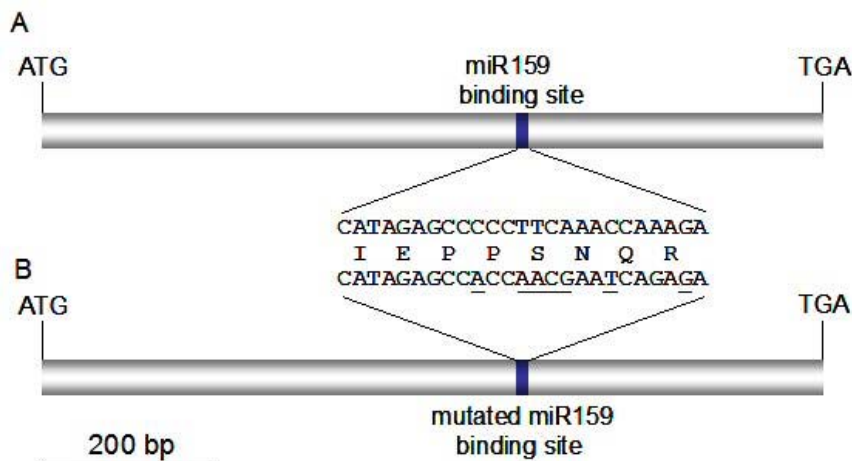 A
ATG
miR159
binding site
TGA
CATAGAGCCCCCTTCAAACCAAAGA
I E P P S N Q R
B
CATAGAGCCACCAACGAATCAGAGA
ATG
TGA
mutated miR159
binding site
200 bp